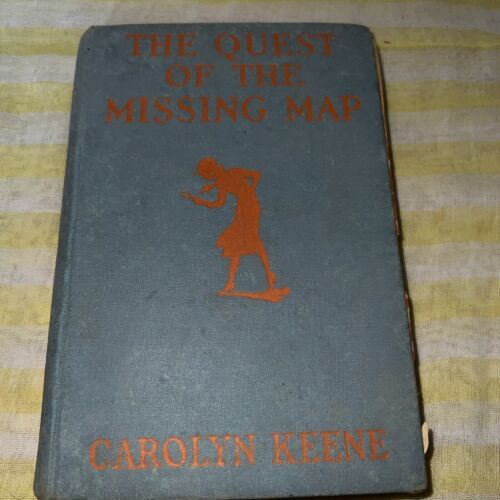 THE QUEST
OF THE
MISSING MAP
CAROLYN KEENE